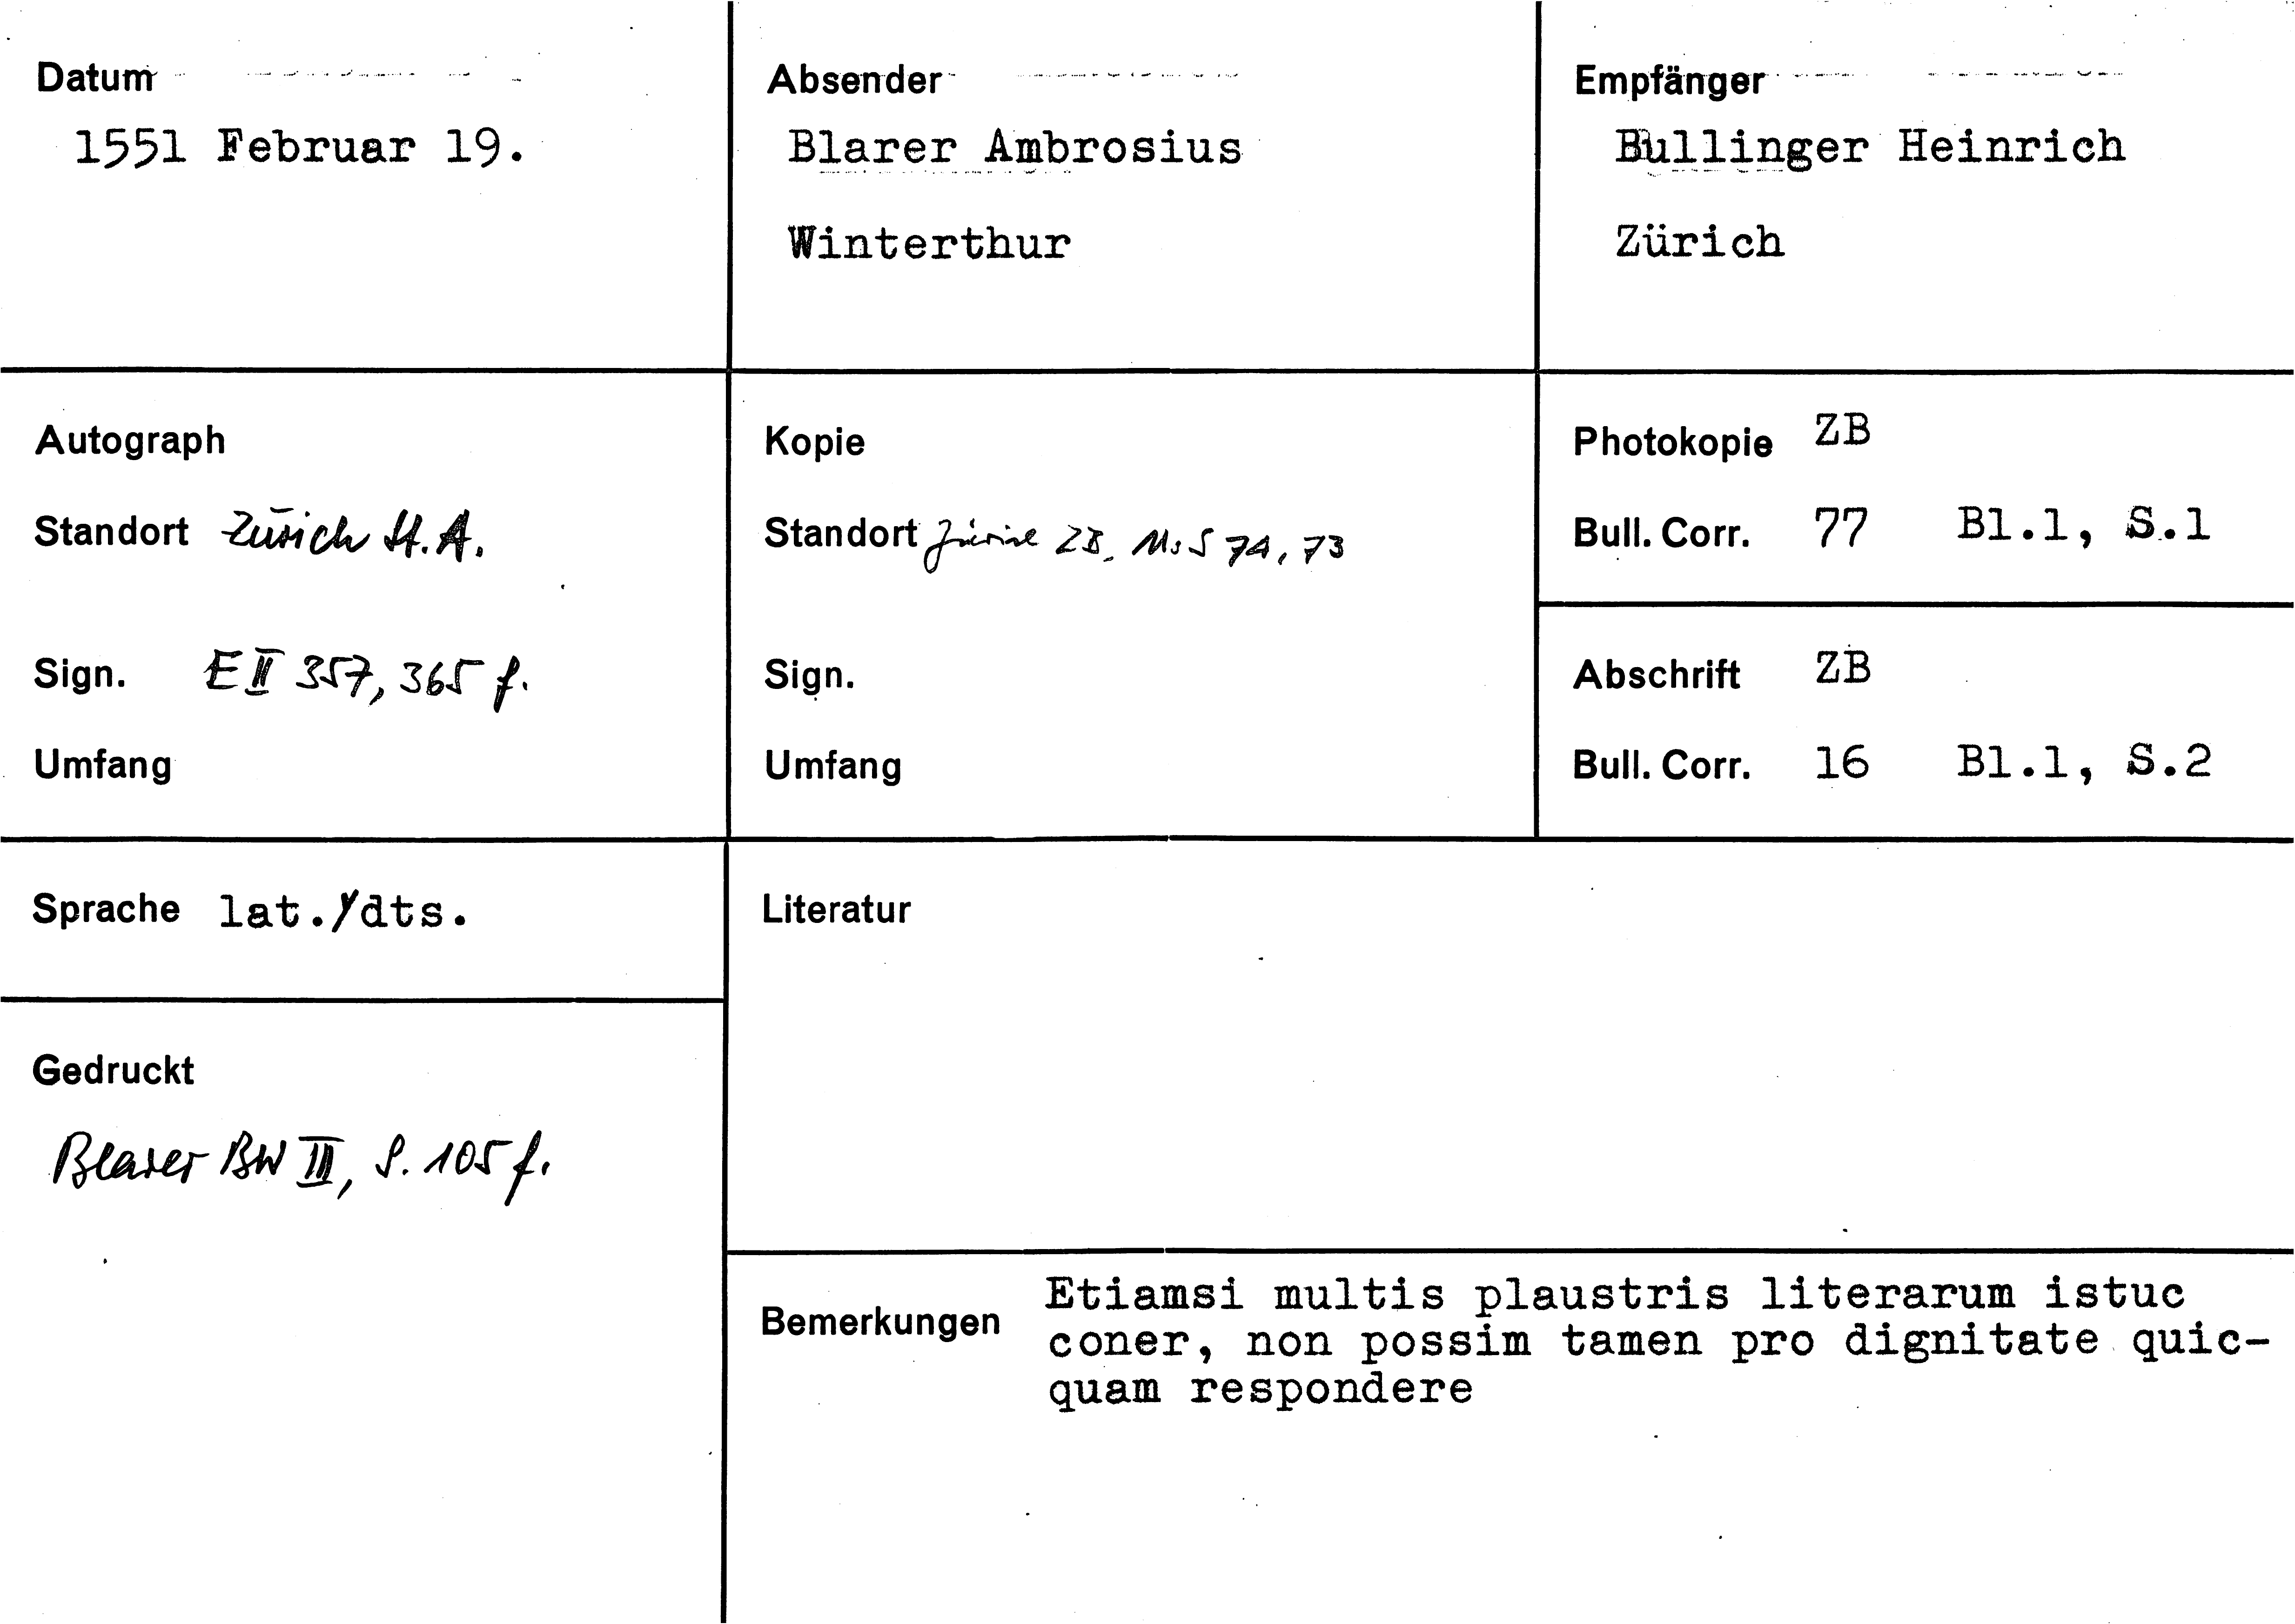 Datum
1551 Februar 19.
Absender
Blarer Ambrosius
Winterthur
Empfänger
Bullinger Heinrich
Zürich
Autograph
Standort Zürich St. A.
Sign. E II 357, 365 f.
Umfang
Kopie
Standort Zürich ZB, Ms S 74, 73
Sign.
Umfang
Photokopie ZB
Bull. Corr. 77 Bl.1, S.1
Abschrift ZB
Bull. Corr. 16 Bl.1, S.2
Sprache lat./dts.
Literatur
Gedruckt
Blarer BW III, S. 105 f.
Bemerkungen
Etiamsi multis plaustris literarum istuc
coner, non possim tamen pro dignitate quic-
quam respondere